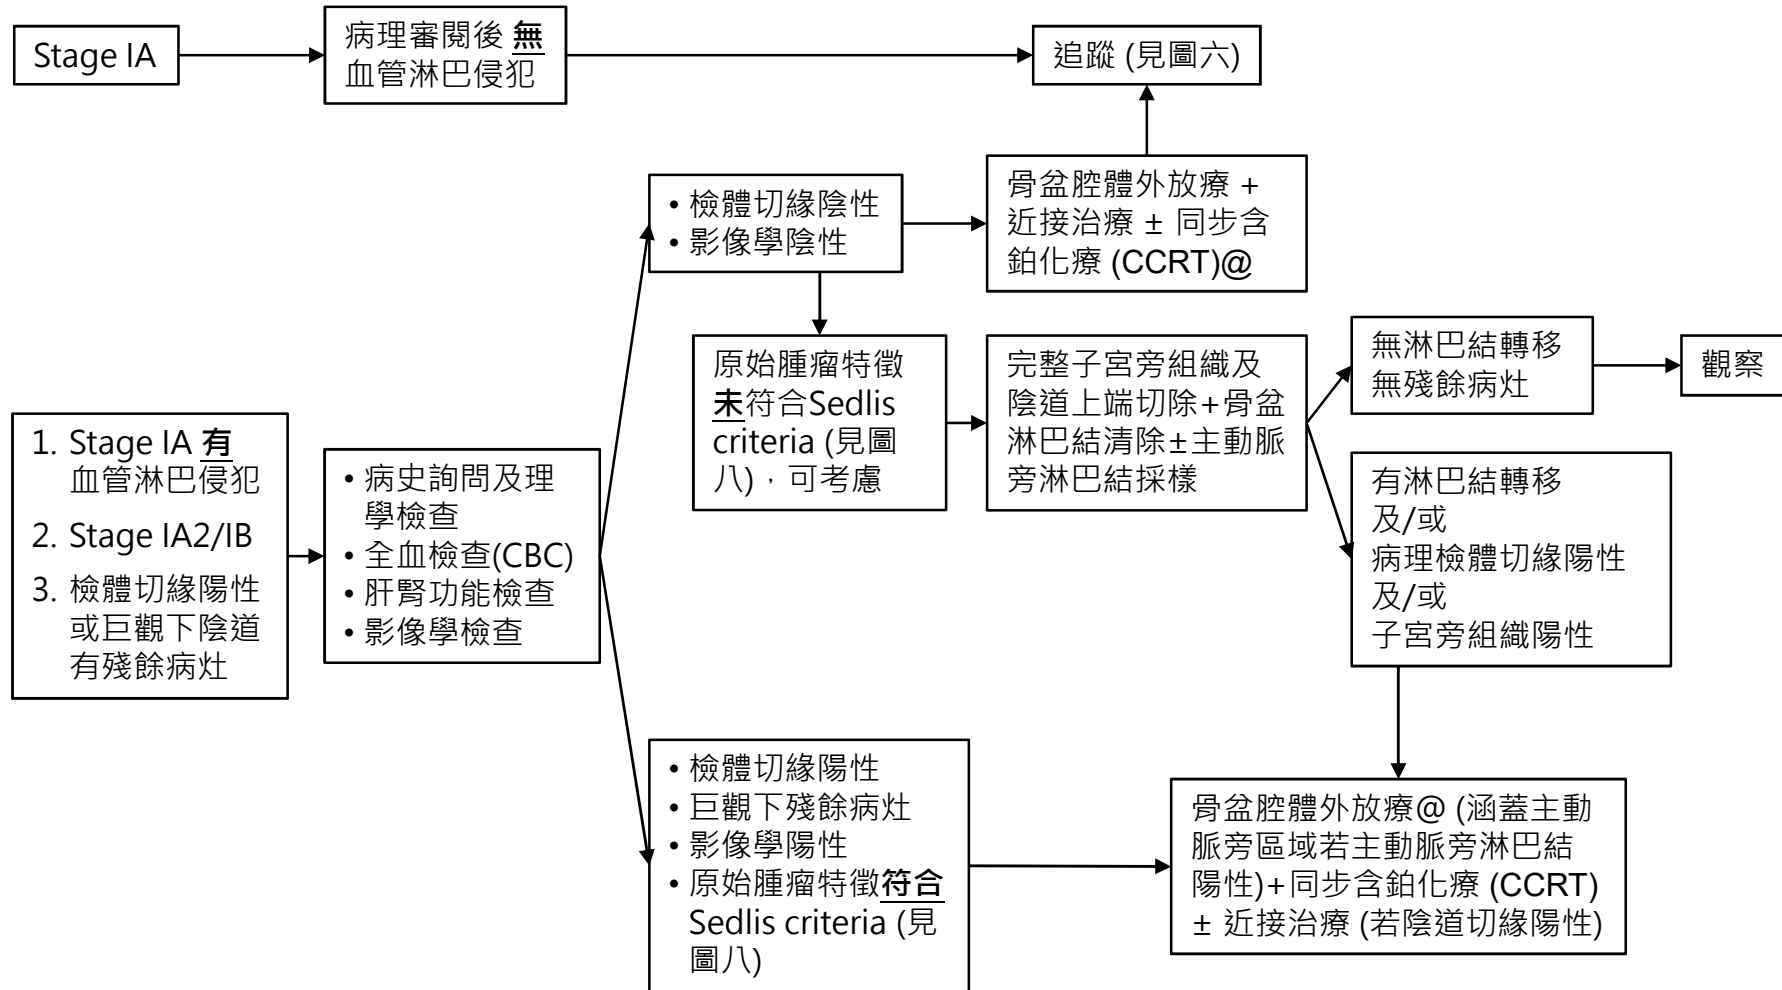 Stage IA
病理審閱後 無
血管淋巴侵犯
追蹤 (見圖六)
• 檢體切緣陰性
• 影像學陰性
骨盆腔體外放療 +
近接治療 ± 同步含
鉑化療 (CCRT)@
原始腫瘤特徵
未符合Sedlis
criteria (見圖
八)，可考慮
完整子宮旁組織及
陰道上端切除+骨盆
淋巴結清除±主動脈
旁淋巴結採樣
無淋巴結轉移
無殘餘病灶
觀察
1. Stage IA 有
血管淋巴侵犯
2. Stage IA2/IB
3. 檢體切緣陽性
或巨觀下陰道
有殘餘病灶
• 病史詢問及理
學檢查
• 全血檢查(CBC)
• 肝腎功能檢查
• 影像學檢查
有淋巴結轉移
及/或
病理檢體切緣陽性
及/或
子宮旁組織陽性
• 檢體切緣陽性
• 巨觀下殘餘病灶
• 影像學陽性
• 原始腫瘤特徵符合
Sedlis criteria (見
圖八)
骨盆腔體外放療@ (涵蓋主動
脈旁區域若主動脈旁淋巴結
陽性)+同步含鉑化療 (CCRT)
± 近接治療 (若陰道切緣陽性)